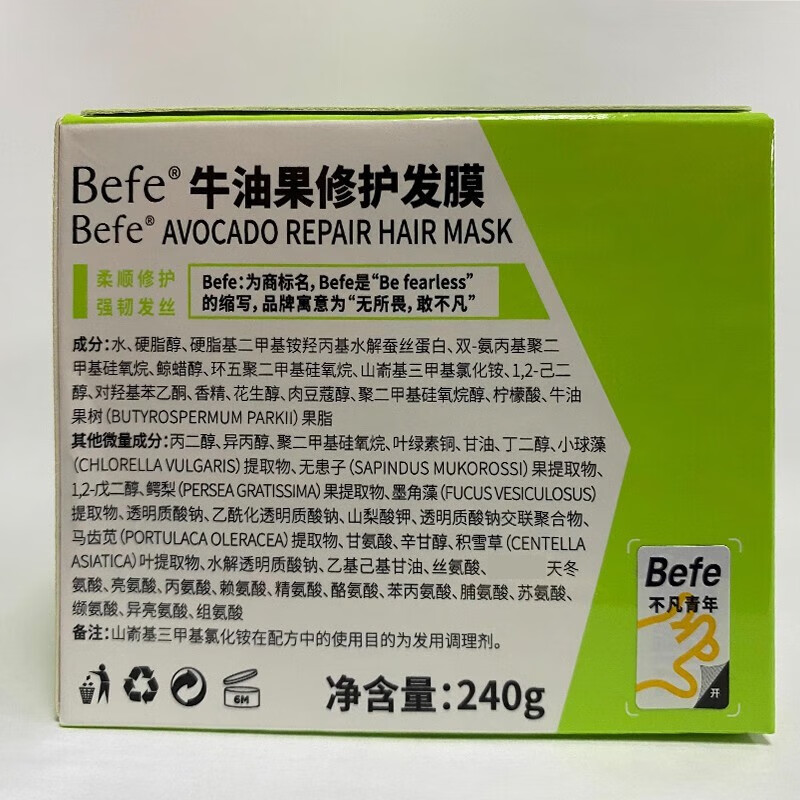 Befe® 牛油果修护发膜
Befe® AVOCADO REPAIR HAIR MASK
柔顺修护
强韧发丝
Befe:为商标名,Befe是“Be fearless”
的缩写,品牌寓意为“无所畏,敢不凡”
成分:水、硬脂醇、硬脂基二甲基铵羟丙基水解蚕丝蛋白、双-氨丙基聚二
甲基硅氧烷、鲸蜡醇、环五聚二甲基硅氧烷、山嵛基三甲基氯化铵、1,2-己二
醇、对羟基苯乙酮、香精、花生醇、肉豆蔻醇、聚二甲基硅氧烷醇、柠檬酸、牛油
果树(BUTYROSPERMUM PARKII)果脂
其他微量成分:丙二醇、异丙醇、聚二甲基硅氧烷、叶绿素铜、甘油、丁二醇、小球藻
(CHLORELLA VULGARIS)提取物、无患子(SAPINDUS MUKOROSSI)果提取物、
1,2-戊二醇、鳄梨(PERSEA GRATISSIMA)果提取物、墨角藻(FUCUS VESICULOSUS)
提取物、透明质酸钠、乙酰化透明质酸钠、山梨酸钾、透明质酸钠交联聚合物、
马齿苋(PORTULACA OLERACEA)提取物、甘氨酸、辛甘醇、积雪草(CENTELLA
ASIATICA)叶提取物、水解透明质酸钠、乙基己基甘油、丝氨酸、 天冬
氨酸、亮氨酸、丙氨酸、赖氨酸、精氨酸、酪氨酸、苯丙氨酸、脯氨酸、苏氨酸、
缬氨酸、异亮氨酸、组氨酸
备注:山嵛基三甲基氯化铵在配方中的使用目的为发用调理剂。
6M
净含量:240g
Befe
不凡青年
开